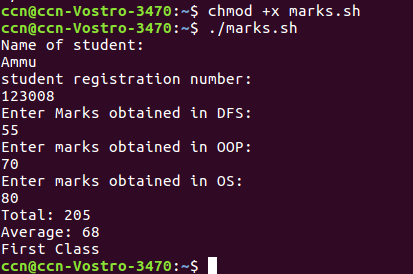 ccn@ccn-Vostro-3470:~$ chmod +x marks.sh
ccn@ccn-Vostro-3470:~$ ./marks.sh
Name of student:
Ammu
student registration number:
123008
Enter Marks obtained in DFS:
55
Enter marks obtained in OOP:
70
Enter marks obtained in OS:
80
Total: 205
Average: 68
First Class
ccn@ccn-Vostro-3470:~$